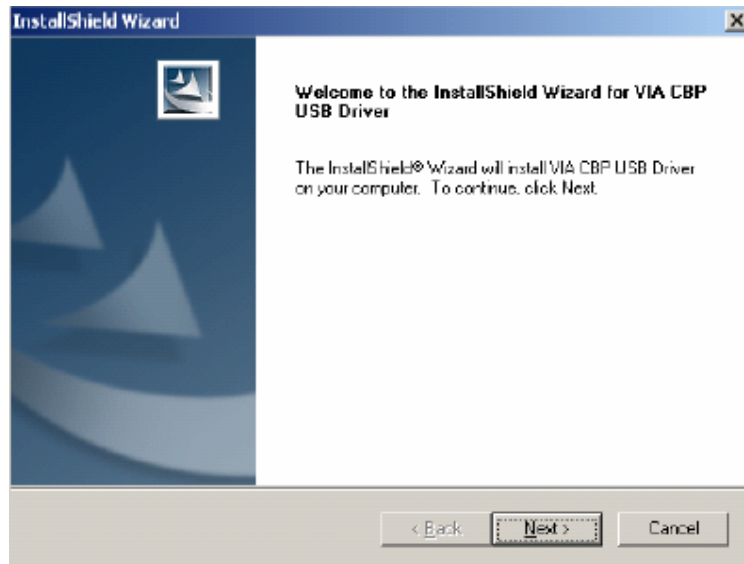 InstallShield Wizard
Welcome to the InstallShield Wizard for VIA CBP
USB Driver
The InstallShield® Wizard will install VIA CBP USB Driver
on your computer. To continue, click Next.
< Back
Next >
Cancel